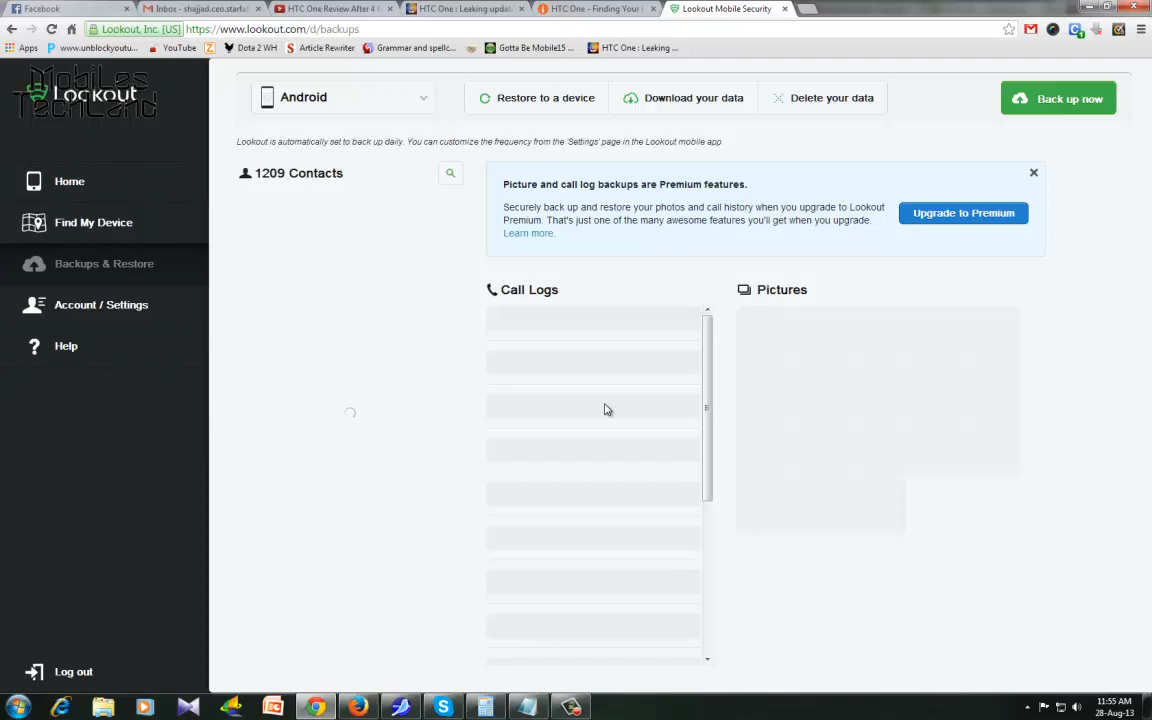 Facebook
Inbox - shajjad.ceo.starfa
HTC One Review After 4
HTC One : Leaking updat
HTC One - Finding Your
Lookout Mobile Security
Lookout, Inc. [US] https://www.lookout.com/d/backups
Apps
www.unblockyoutu...
YouTube
Dota 2 WH
Article Rewriter
Grammar and spellc...
Gotta Be Mobile15 ...
HTC One : Leaking ...
MobiLes
TechLand
Lookout
Android
Restore to a device
Download your data
Delete your data
Back up now
Lookout is automatically set to back up daily. You can customize the frequency from the 'Settings' page in the Lookout mobile app.
Home
Find My Device
Backups & Restore
Account / Settings
Help
Log out
1209 Contacts
Picture and call log backups are Premium features.
Securely back up and restore your photos and call history when you upgrade to Lookout
Premium. That's just one of the many awesome features you'll get when you upgrade.
Learn more.
Upgrade to Premium
Call Logs
Pictures
11:55 AM
28-Aug-13